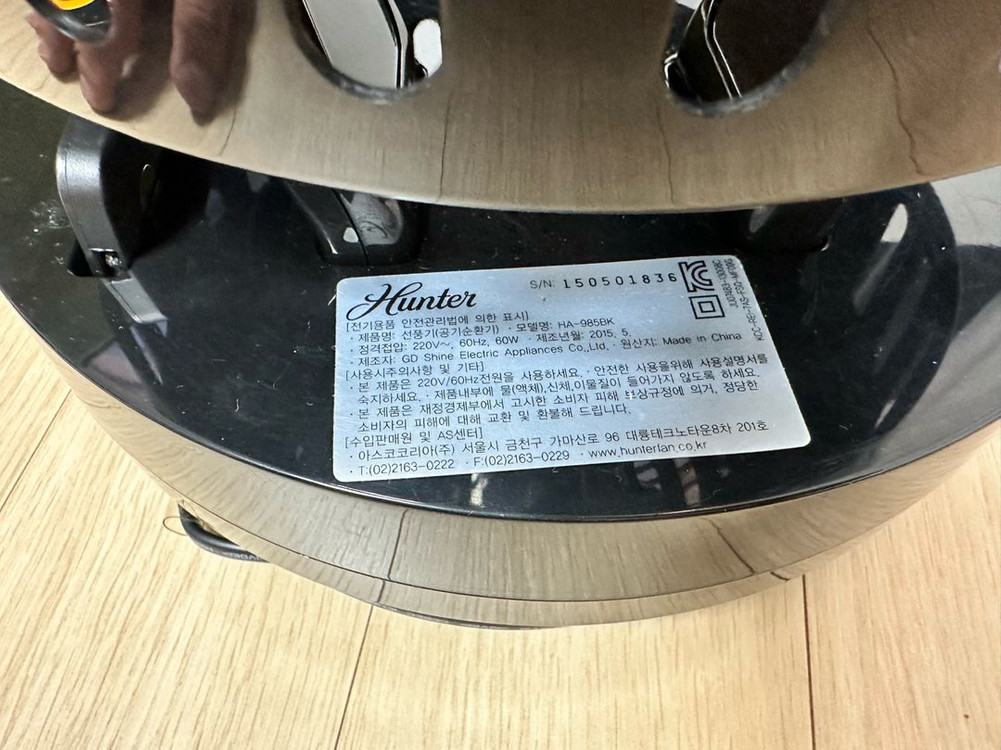 Hunter
S/N: 150501836
[전기용품 안전관리법에 의한 표시]
· 제품명: 선풍기(공기순환기) · 모델명: HA-985BK
· 정격접압: 220V~, 60Hz, 60W · 제조년월: 2015. 5.
· 제조자: GD Shine Electric Appliances Co.,Ltd. · 원산지: Made in China
[사용시주의사항 및 기타]
· 본 제품은 220V/60Hz전원을 사용하세요. · 안전한 사용을위해 사용설명서를
숙지하세요. · 제품내부에 물(액체),신체,이물질이 들어가지 않도록 하세요.
· 본 제품은 재정경제부에서 고시한 소비자 피해 보상규정에 의거, 정당한
소비자의 피해에 대해 교환 및 환불해 드립니다.
[수입판매원 및 AS센터]
· 아스코코리아(주) 서울시 금천구 가마산로 96 대륭테크노타운8차 201호
· T:(02)2163-0222 · F:(02)2163-0229 · www.hunterfan.co.kr